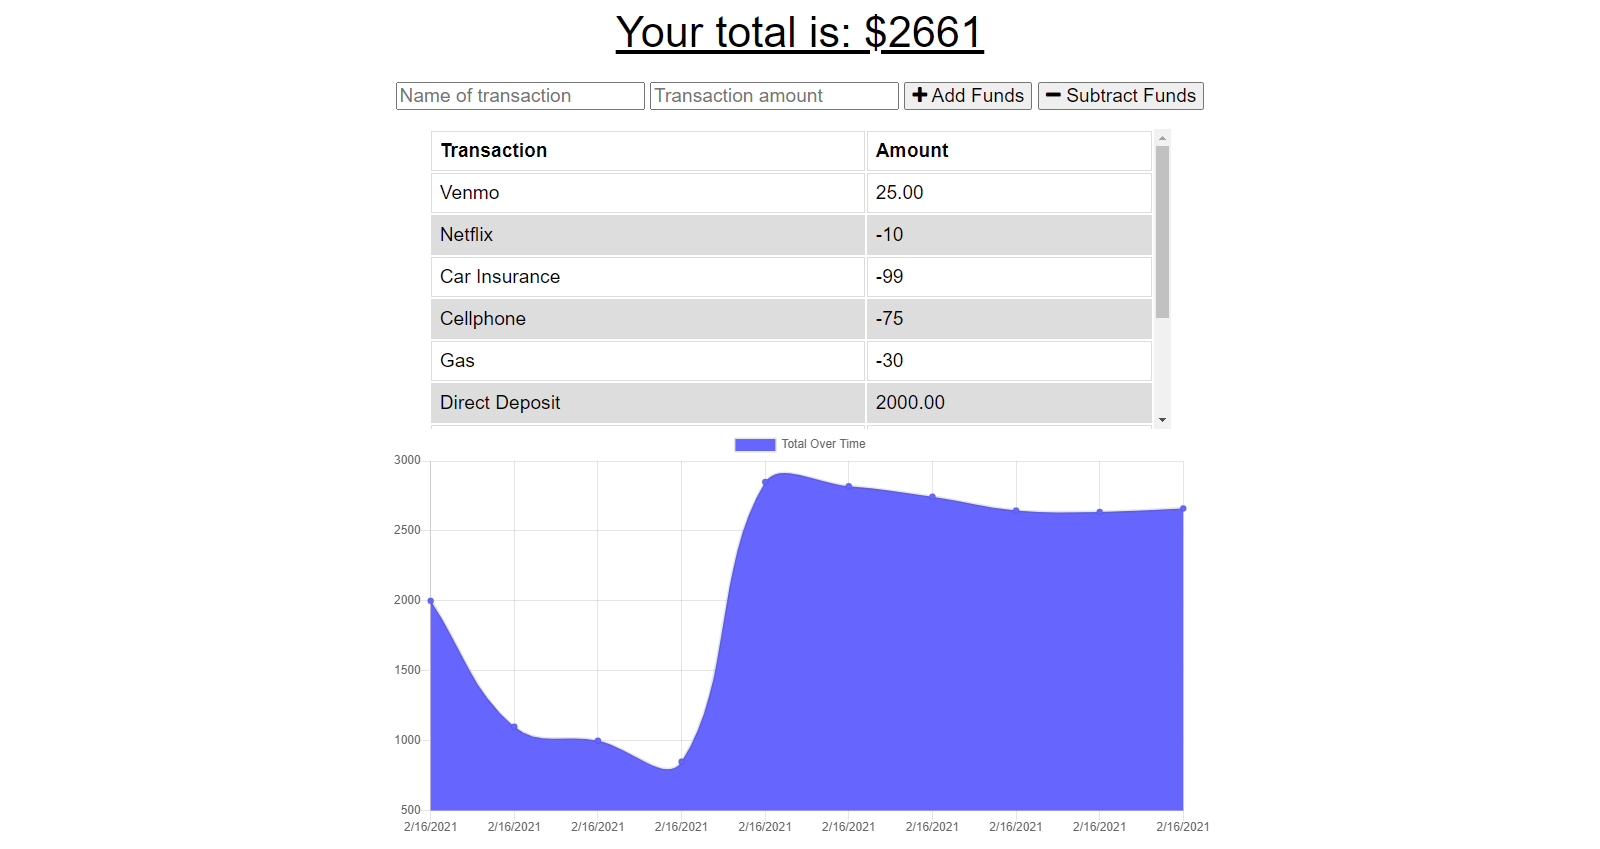 Your total is: $2661
Name of transaction Transaction amount Add Funds Subtract Funds
Transaction Amount
Venmo 25.00
Netflix -10
Car Insurance -99
Cellphone -75
Gas -30
Direct Deposit 2000.00
Total Over Time
3000
2500
2000
1500
1000
500
2/16/2021 2/16/2021 2/16/2021 2/16/2021 2/16/2021 2/16/2021 2/16/2021 2/16/2021 2/16/2021 2/16/2021